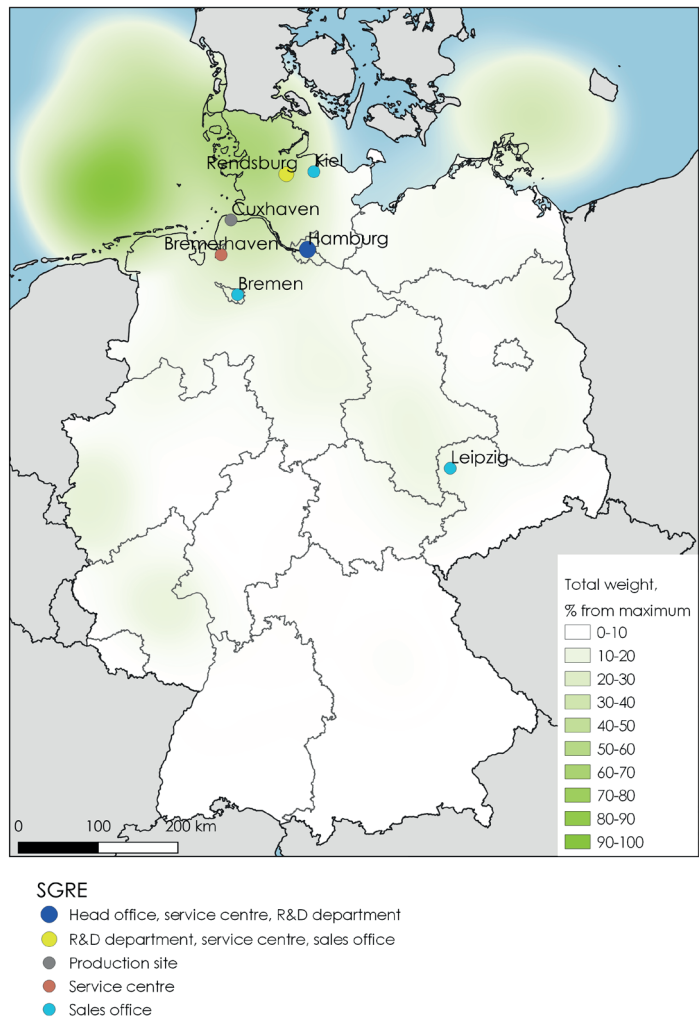 Rendsburg
Kiel
Cuxhaven
Bremerhaven
Hamburg
Bremen
Leipzig
Total weight,
% from maximum
0-10
10-20
20-30
30-40
40-50
50-60
60-70
70-80
80-90
90-100
0 100 200 km
SGRE
Head office, service centre, R&D department
R&D department, service centre, sales office
Production site
Service centre
Sales office